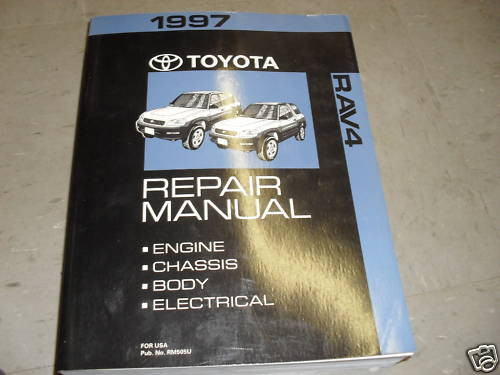 1997
TOYOTA
RAV4
REPAIR
MANUAL
▪ ENGINE
▪ CHASSIS
▪ BODY
▪ ELECTRICAL
FOR USA
Pub. No. RM505U